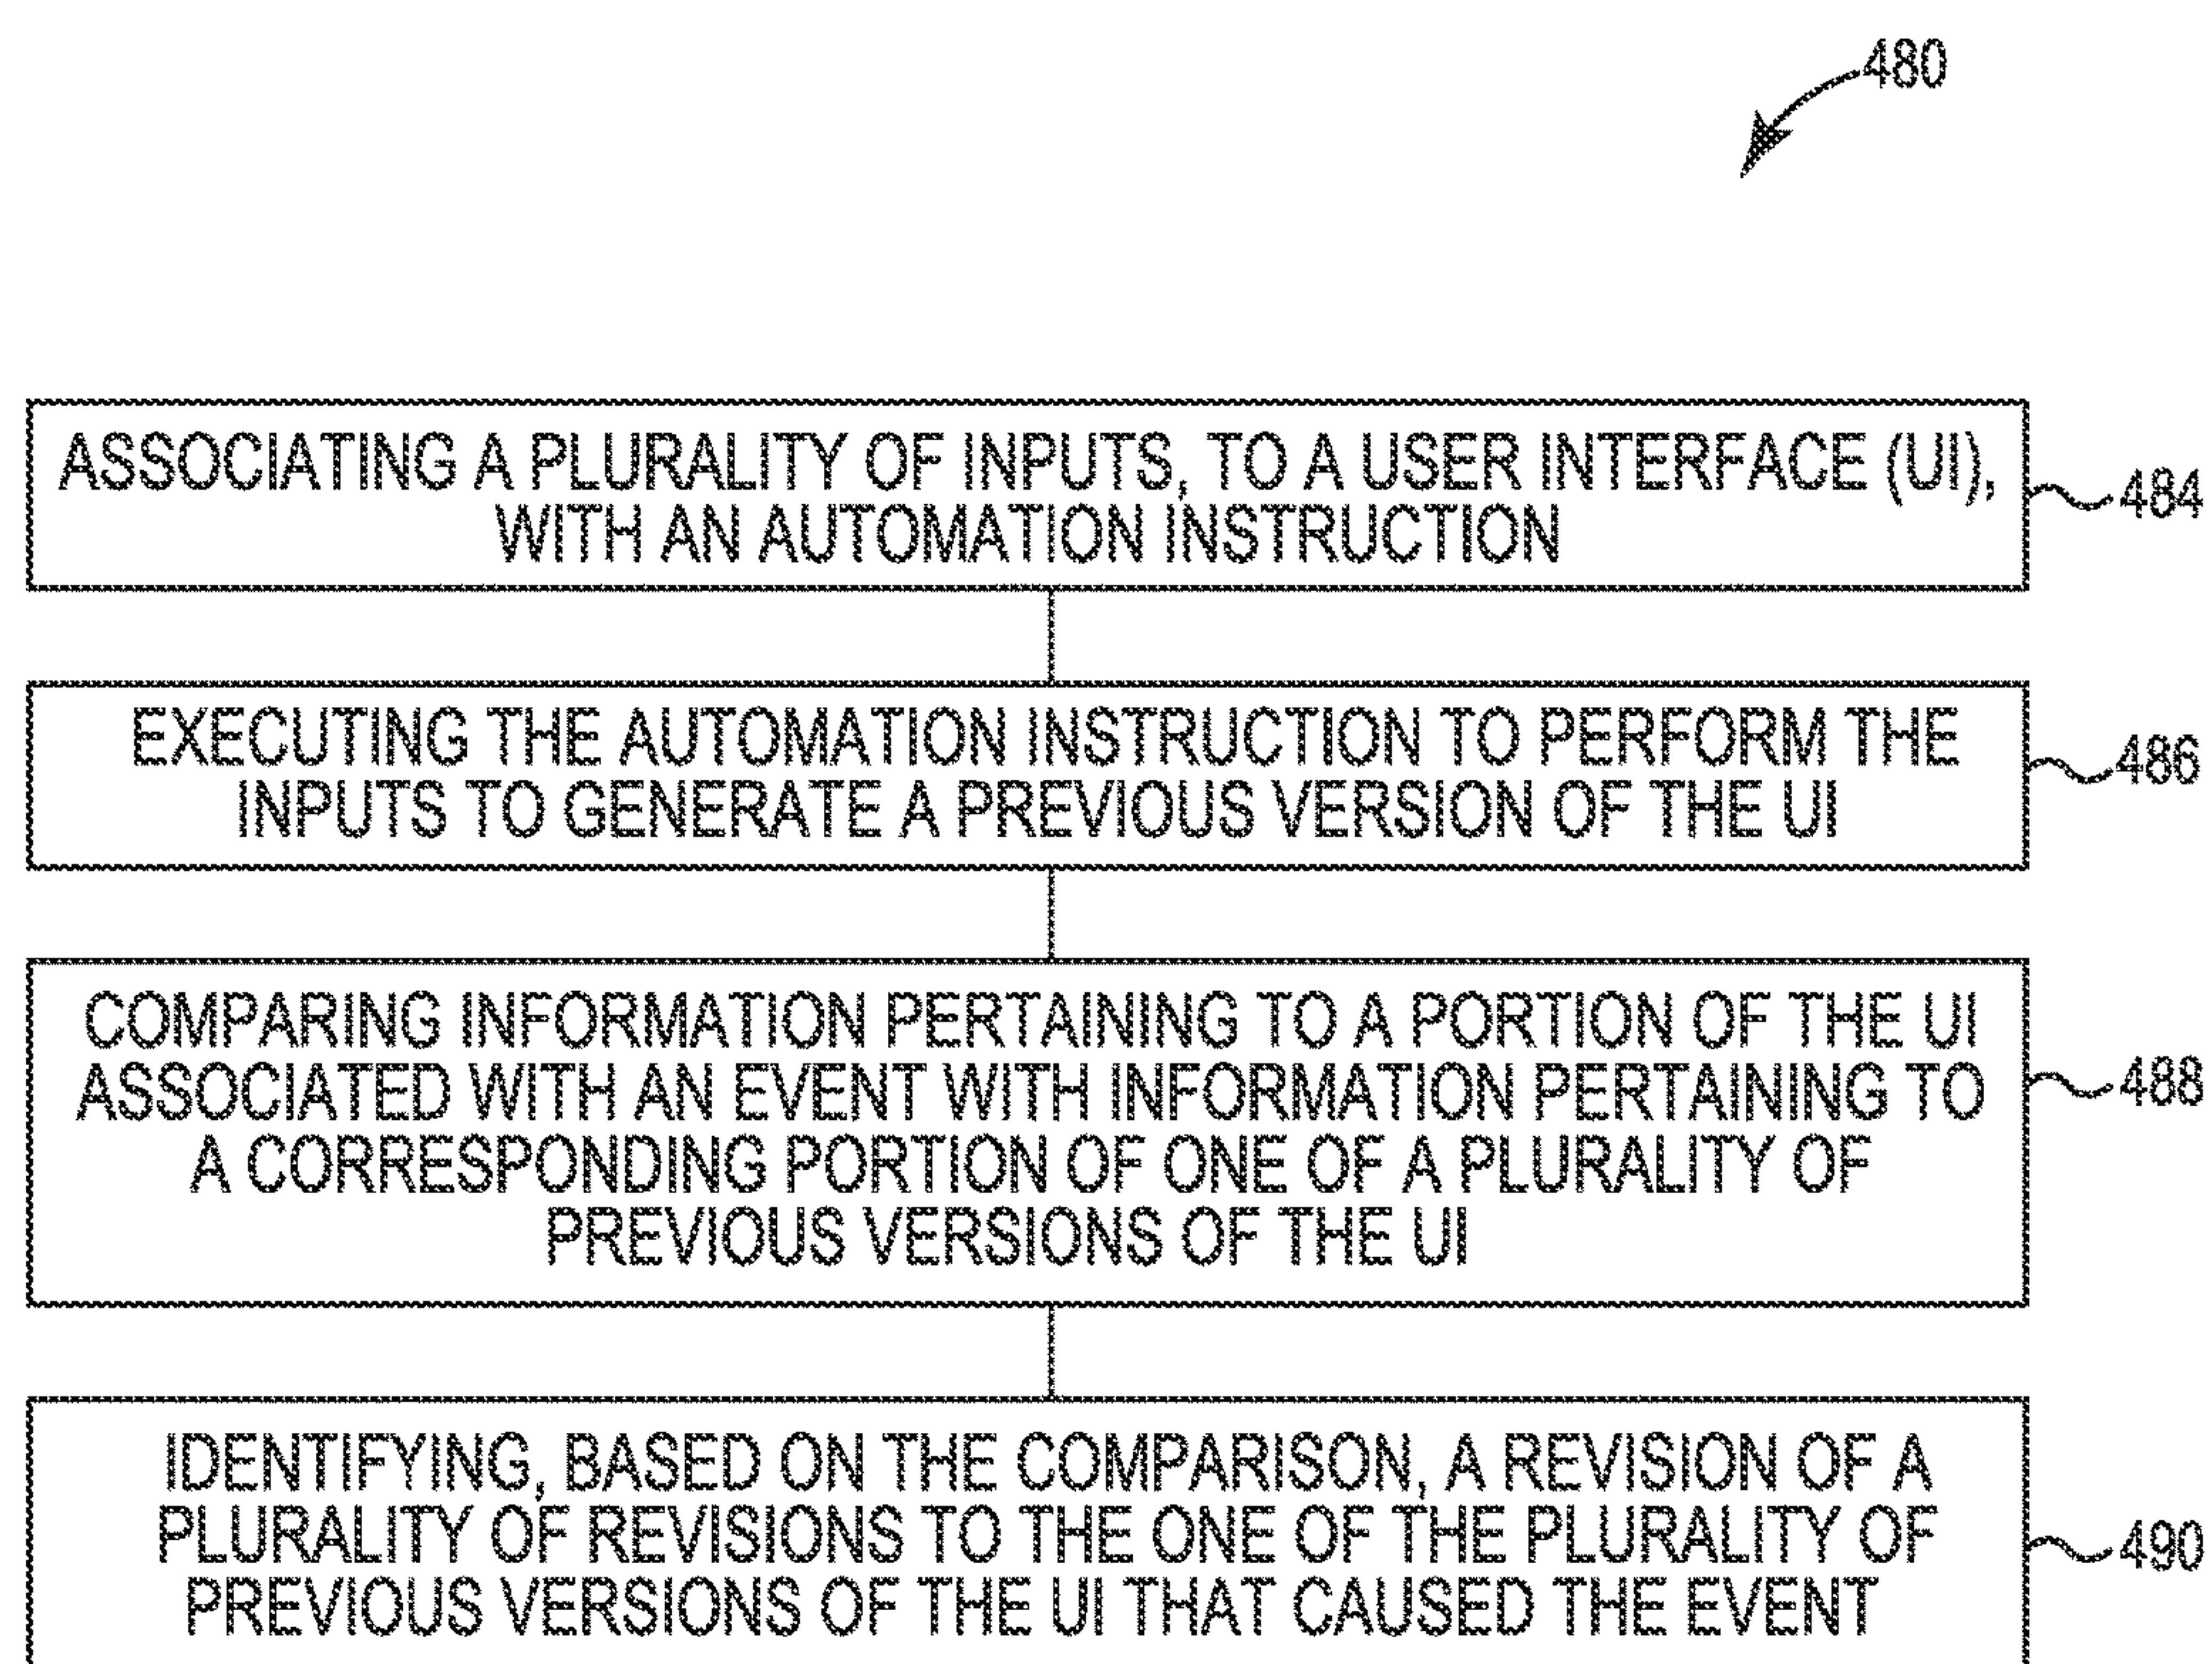 480
ASSOCIATING A PLURALITY OF INPUTS, TO A USER INTERFACE (UI),
WITH AN AUTOMATION INSTRUCTION
484
EXECUTING THE AUTOMATION INSTRUCTION TO PERFORM THE
INPUTS TO GENERATE A PREVIOUS VERSION OF THE UI
486
COMPARING INFORMATION PERTAINING TO A PORTION OF THE UI
ASSOCIATED WITH AN EVENT WITH INFORMATION PERTAINING TO
A CORRESPONDING PORTION OF ONE OF A PLURALITY OF
PREVIOUS VERSIONS OF THE UI
488
IDENTIFYING, BASED ON THE COMPARISON, A REVISION OF A
PLURALITY OF REVISIONS TO THE ONE OF THE PLURALITY OF
PREVIOUS VERSIONS OF THE UI THAT CAUSED THE EVENT
490